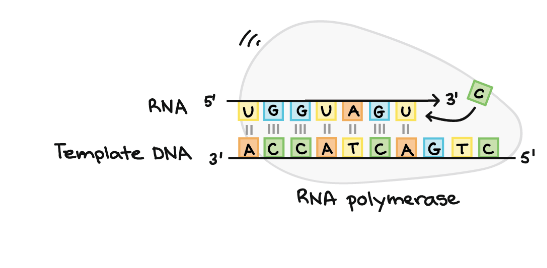 C
RNA 5' 3'
U G G U A G U
A C C A T C A G T C
Template DNA 3' 5'
RNA polymerase